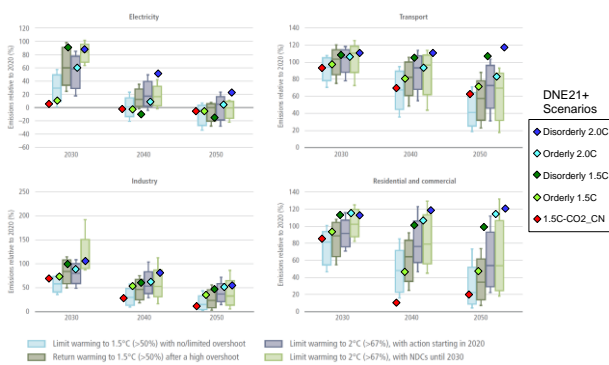 Electricity
Emissions relative to 2020 (%)
120
100
80
60
40
20
0
−20
−40
−60
2030
2040
2050
Transport
Emissions relative to 2020 (%)
140
120
100
80
60
40
20
0
2030
2040
2050
DNE21+
Scenarios
Disorderly 2.0C
Orderly 2.0C
Disorderly 1.5C
Orderly 1.5C
1.5C-CO2_CN
Industry
Emissions relative to 2020 (%)
250
200
150
100
50
0
2030
2040
2050
Residential and commercial
Emissions relative to 2020 (%)
140
120
100
80
60
40
20
0
2030
2040
2050
Limit warming to 1.5°C (>50%) with no/limited overshoot
Limit warming to 2°C (>67%), with action starting in 2020
Return warming to 1.5°C (>50%) after a high overshoot
Limit warming to 2°C (>67%), with NDCs until 2030